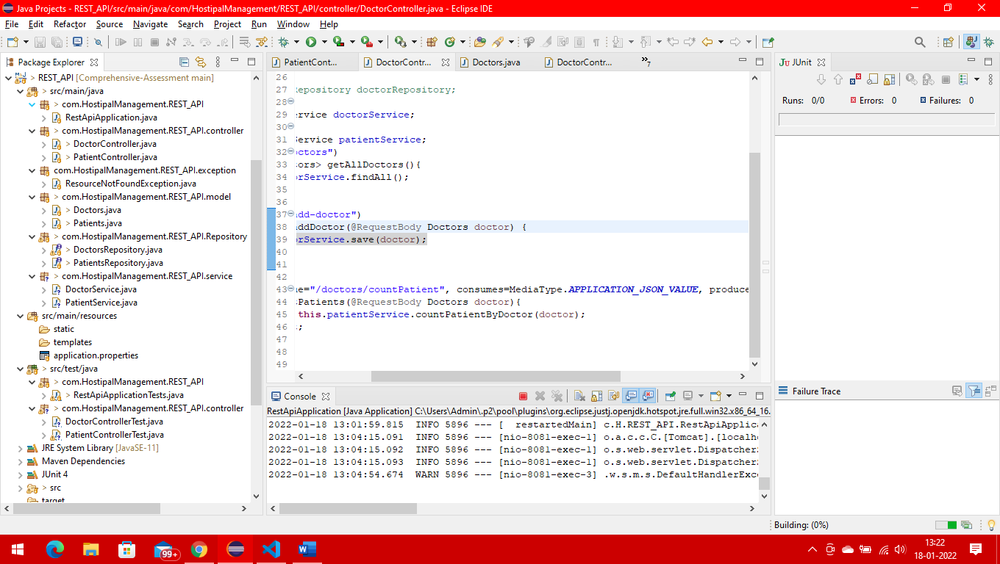 Java Projects - REST_API/src/main/java/com/HostipalManagement/REST_API/controller/DoctorController.java - Eclipse IDE
File Edit Navigate Source Refactor Navigate Search Project Run Window Help
Package Explorer
REST_API [Comprehensive-Assessment main]
> src/main/java
> com.HostipalManagement.REST_API
RestApiApplication.java
> com.HostipalManagement.REST_API.controller
> DoctorController.java
> PatientController.java
com.HostipalManagement.REST_API.exception
ResourceNotFoundException.java
> com.HostipalManagement.REST_API.model
> Doctors.java
> Patients.java
> com.HostipalManagement.REST_API.Repository
> DoctorsRepository.java
> PatientsRepository.java
> com.HostipalManagement.REST_API.service
DoctorService.java
PatientService.java
src/main/resources
static
templates
application.properties
> src/test/java
> com.HostipalManagement.REST_API
> RestApiApplicationTests.java
> com.HostipalManagement.REST_API.controller
DoctorControllerTest.java
PatientControllerTest.java
JRE System Library [JavaSE-11]
Maven Dependencies
JUnit 4
> src
target
PatientCont... DoctorContr... Doctors.java DoctorContr... »7
26
27 Repository doctorRepository;
28
29 ervice doctorService;
30
31 Service patientService;
32 octors")
33 tors> getAllDoctors(){
34 orService.findAll();
35
36
37 add-doctor")
38 addDoctor(@RequestBody Doctors doctor) {
39 orService.save(doctor);
40
41
42
43 ue="/doctors/countPatient", consumes=MediaType.APPLICATION_JSON_VALUE, produce
44 tPatients(@RequestBody Doctors doctor){
45 this.patientService.countPatientByDoctor(doctor);
46 ;
47
48
49
Console
RestApiApplication [Java Application] C:\Users\Admin\.p2\pool\plugins\org.eclipse.justj.openjdk.hotspot.jre.full.win32.x86_64_16.
2022-01-18 13:01:59.815 INFO 5896 --- [ restartedMain] c.H.REST_API.RestApiApplica
2022-01-18 13:04:15.091 INFO 5896 --- [nio-8081-exec-1] o.a.c.c.C.[Tomcat].[localh
2022-01-18 13:04:15.092 INFO 5896 --- [nio-8081-exec-1] o.s.web.servlet.Dispatcher
2022-01-18 13:04:15.093 INFO 5896 --- [nio-8081-exec-1] o.s.web.servlet.Dispatcher
2022-01-18 13:04:54.674 WARN 5896 --- [nio-8081-exec-3] .w.s.m.s.DefaultHandlerExc
JUnit
Runs: 0/0 Errors: 0 Failures: 0
Failure Trace
Building: (0%)
99+
13:22
18-01-2022